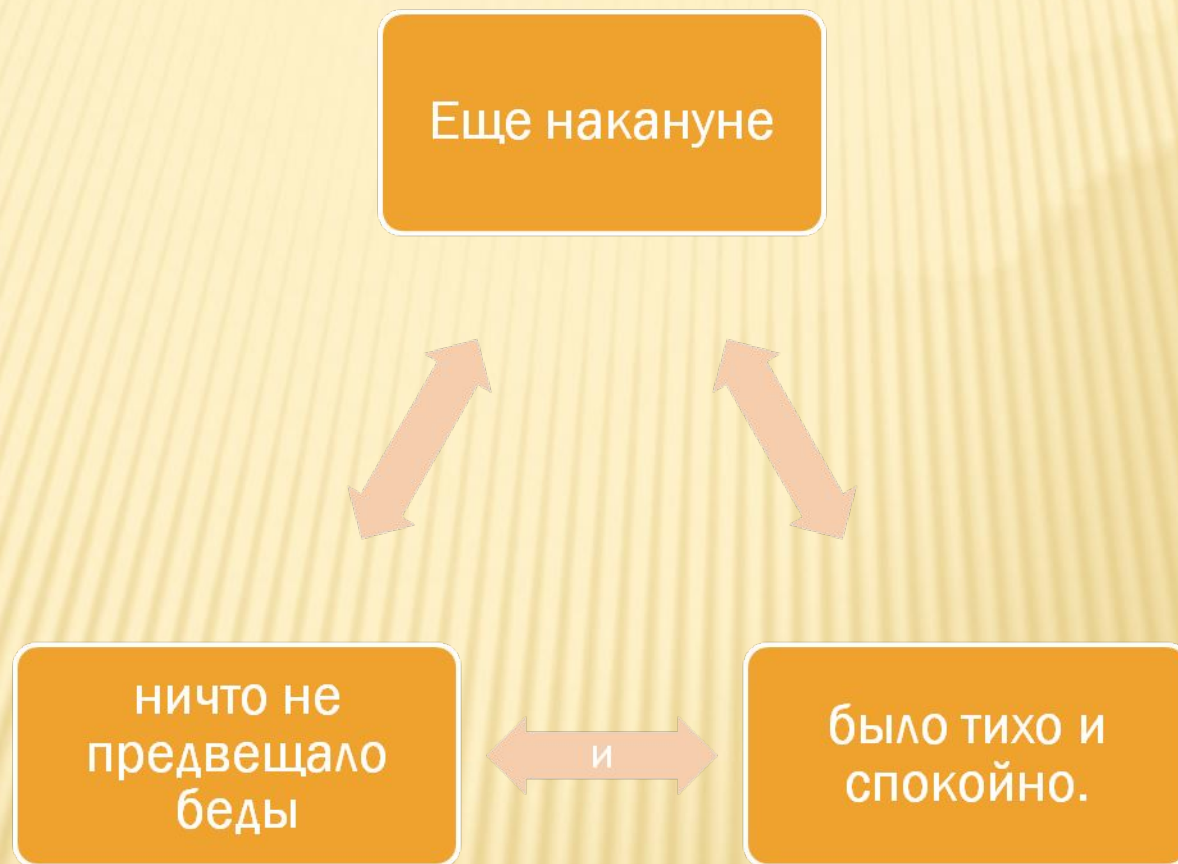 Еще накануне
ничто не
предвещало
беды
и
было тихо и
спокойно.